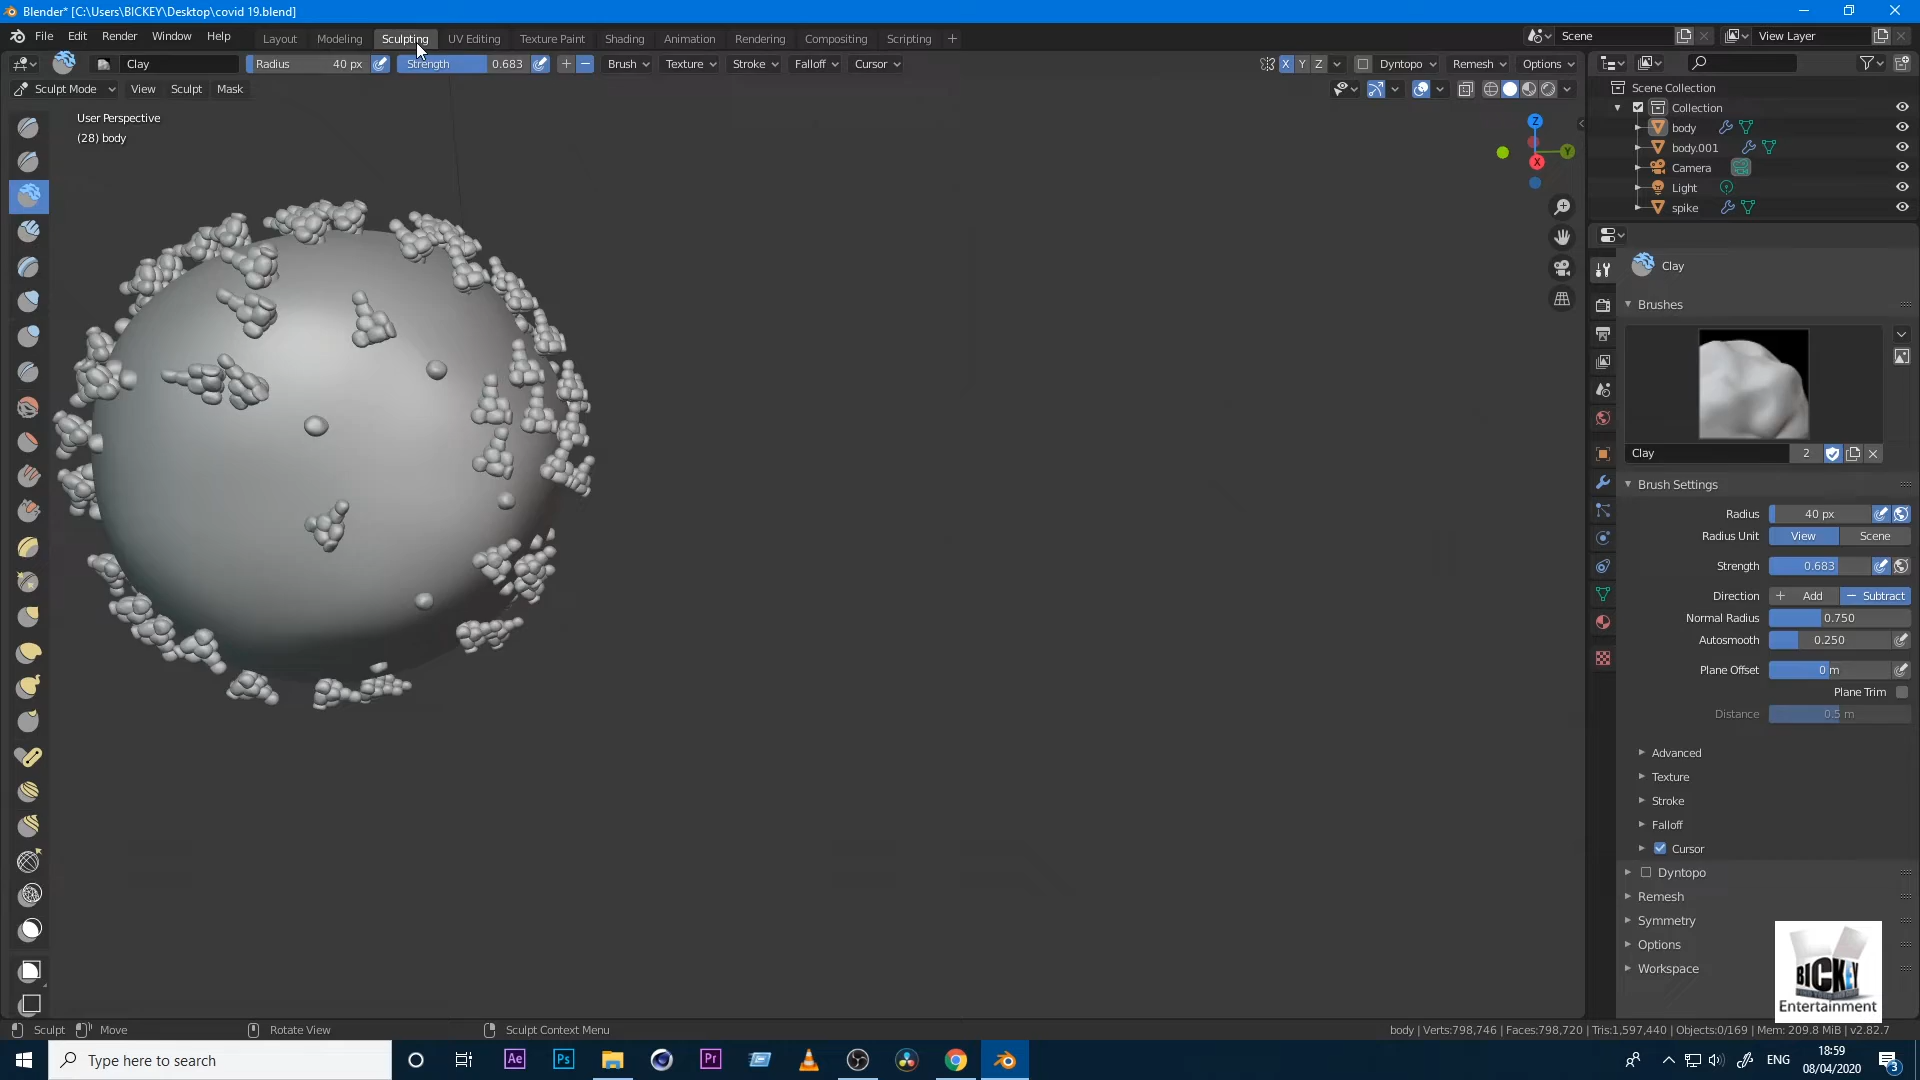 Blender* [C:\Users\BICKEY\Desktop\covid 19.blend]
File Edit Render Window Help Layout Modeling Sculpting UV Editing Texture Paint Shading Animation Rendering Compositing Scripting + Scene View Layer
Clay Radius 40 px Strength 0.683 Brush Texture Stroke Falloff Cursor X Y Z Dyntopo Remesh Options
Sculpt Mode View Sculpt Mask
User Perspective
(28) body
Z
Y
X
Scene Collection
Collection
body
body.001
Camera
Light
spike
Clay
Brushes
Clay 2
Brush Settings
Radius 40 px
Radius Unit View Scene
Strength 0.683
Direction + Add − Subtract
Normal Radius 0.750
Autosmooth 0.250
Plane Offset 0 m
Plane Trim
Distance 0.5 m
Advanced
Texture
Stroke
Falloff
Cursor
Dyntopo
Remesh
Symmetry
Options
Workspace
BICKEY
Entertainment
Sculpt Move Rotate View Sculpt Context Menu body | Verts:798,746 | Faces:798,720 | Tris:1,597,440 | Objects:0/169 | Mem: 209.8 MiB | v2.82.7
Type here to search Ae Ps Pr ENG 18:59
08/04/2020 3